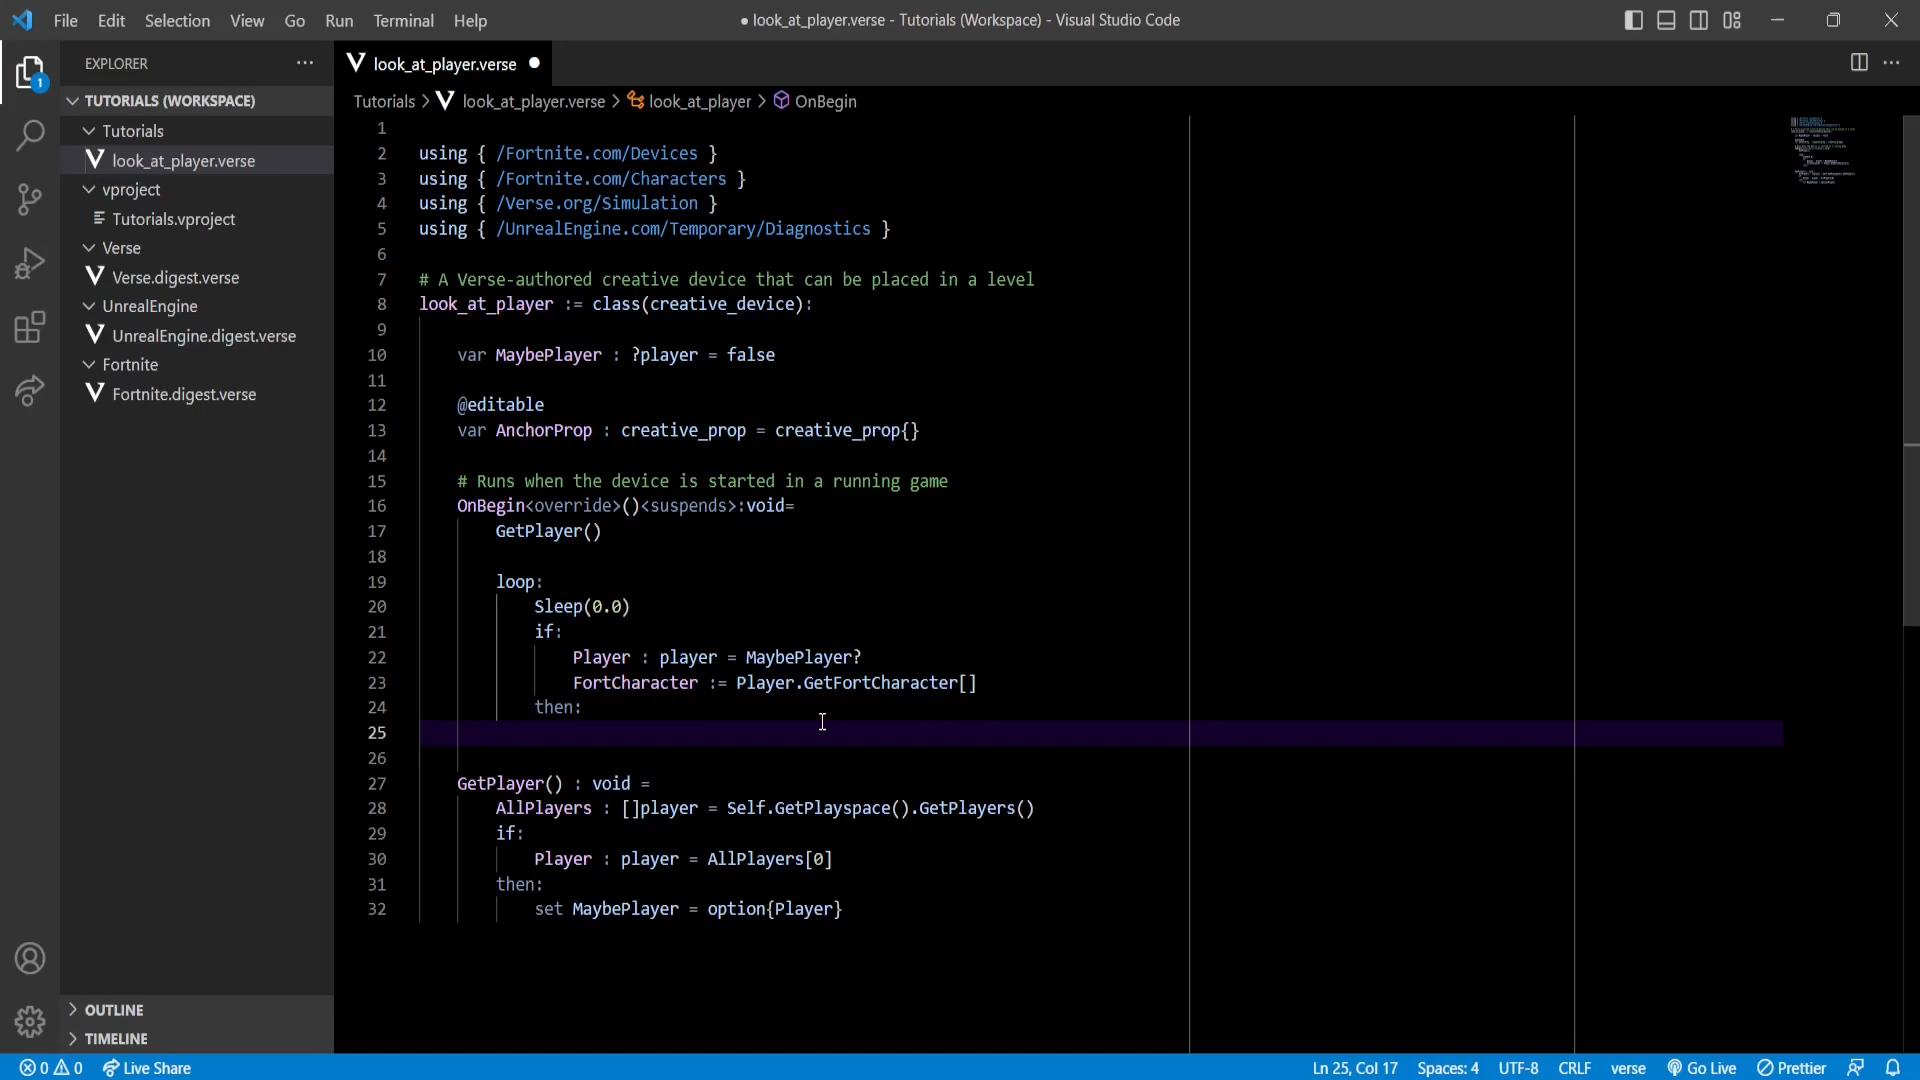 File Edit Selection View Go Run Terminal Help
● look_at_player.verse - Tutorials (Workspace) - Visual Studio Code
EXPLORER ...
TUTORIALS (WORKSPACE)
Tutorials
look_at_player.verse
vproject
Tutorials.vproject
Verse
Verse.digest.verse
UnrealEngine
UnrealEngine.digest.verse
Fortnite
Fortnite.digest.verse
OUTLINE
TIMELINE
1
look_at_player.verse ●
Tutorials > look_at_player.verse > look_at_player > OnBegin
1
2 using { /Fortnite.com/Devices }
3 using { /Fortnite.com/Characters }
4 using { /Verse.org/Simulation }
5 using { /UnrealEngine.com/Temporary/Diagnostics }
6
7 # A Verse-authored creative device that can be placed in a level
8 look_at_player := class(creative_device):
9
10 var MaybePlayer : ?player = false
11
12 @editable
13 var AnchorProp : creative_prop = creative_prop{}
14
15 # Runs when the device is started in a running game
16 OnBegin<override>()<suspends>:void=
17 GetPlayer()
18
19 loop:
20 Sleep(0.0)
21 if:
22 Player : player = MaybePlayer?
23 FortCharacter := Player.GetFortCharacter[]
24 then:
25
26
27 GetPlayer() : void =
28 AllPlayers : []player = Self.GetPlayspace().GetPlayers()
29 if:
30 Player : player = AllPlayers[0]
31 then:
32 set MaybePlayer = option{Player}
0 0 Live Share
Ln 25, Col 17 Spaces: 4 UTF-8 CRLF verse Go Live Prettier